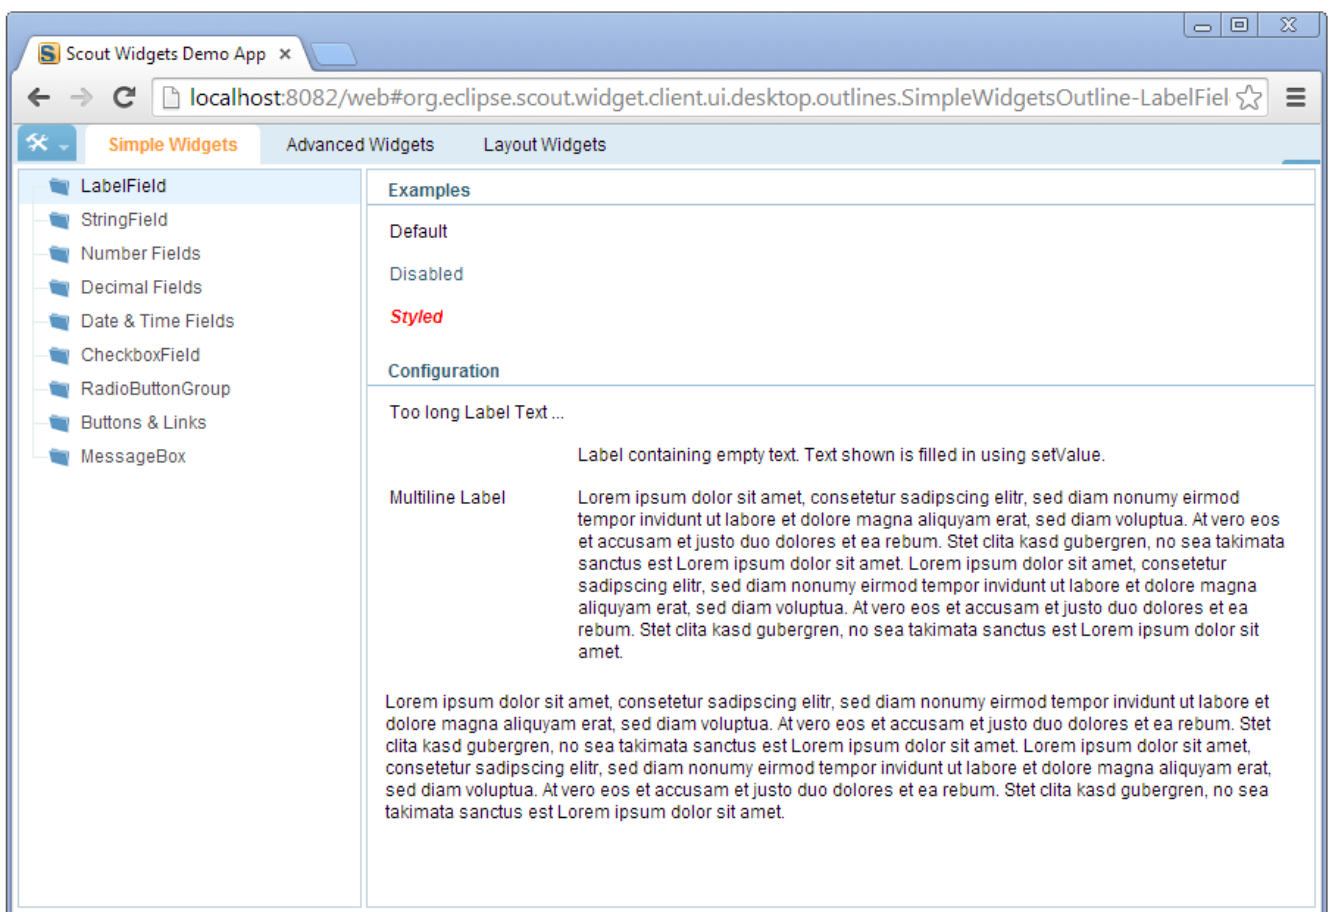 Scout Widgets Demo App
localhost:8082/web#org.eclipse.scout.widget.client.ui.desktop.outlines.SimpleWidgetsOutline-LabelFiel
Simple Widgets
Advanced Widgets
Layout Widgets
LabelField
StringField
Number Fields
Decimal Fields
Date & Time Fields
CheckboxField
RadioButtonGroup
Buttons & Links
MessageBox
Examples
Default
Disabled
Styled
Configuration
Too long Label Text ...
Label containing empty text. Text shown is filled in using setValue.
Multiline Label
Lorem ipsum dolor sit amet, consetetur sadipscing elitr, sed diam nonumy eirmod
tempor invidunt ut labore et dolore magna aliquyam erat, sed diam voluptua. At vero eos
et accusam et justo duo dolores et ea rebum. Stet clita kasd gubergren, no sea takimata
sanctus est Lorem ipsum dolor sit amet. Lorem ipsum dolor sit amet, consetetur
sadipscing elitr, sed diam nonumy eirmod tempor invidunt ut labore et dolore magna
aliquyam erat, sed diam voluptua. At vero eos et accusam et justo duo dolores et ea
rebum. Stet clita kasd gubergren, no sea takimata sanctus est Lorem ipsum dolor sit
amet.
Lorem ipsum dolor sit amet, consetetur sadipscing elitr, sed diam nonumy eirmod tempor invidunt ut labore et
dolore magna aliquyam erat, sed diam voluptua. At vero eos et accusam et justo duo dolores et ea rebum. Stet
clita kasd gubergren, no sea takimata sanctus est Lorem ipsum dolor sit amet. Lorem ipsum dolor sit amet,
consetetur sadipscing elitr, sed diam nonumy eirmod tempor invidunt ut labore et dolore magna aliquyam erat,
sed diam voluptua. At vero eos et accusam et justo duo dolores et ea rebum. Stet clita kasd gubergren, no sea
takimata sanctus est Lorem ipsum dolor sit amet.